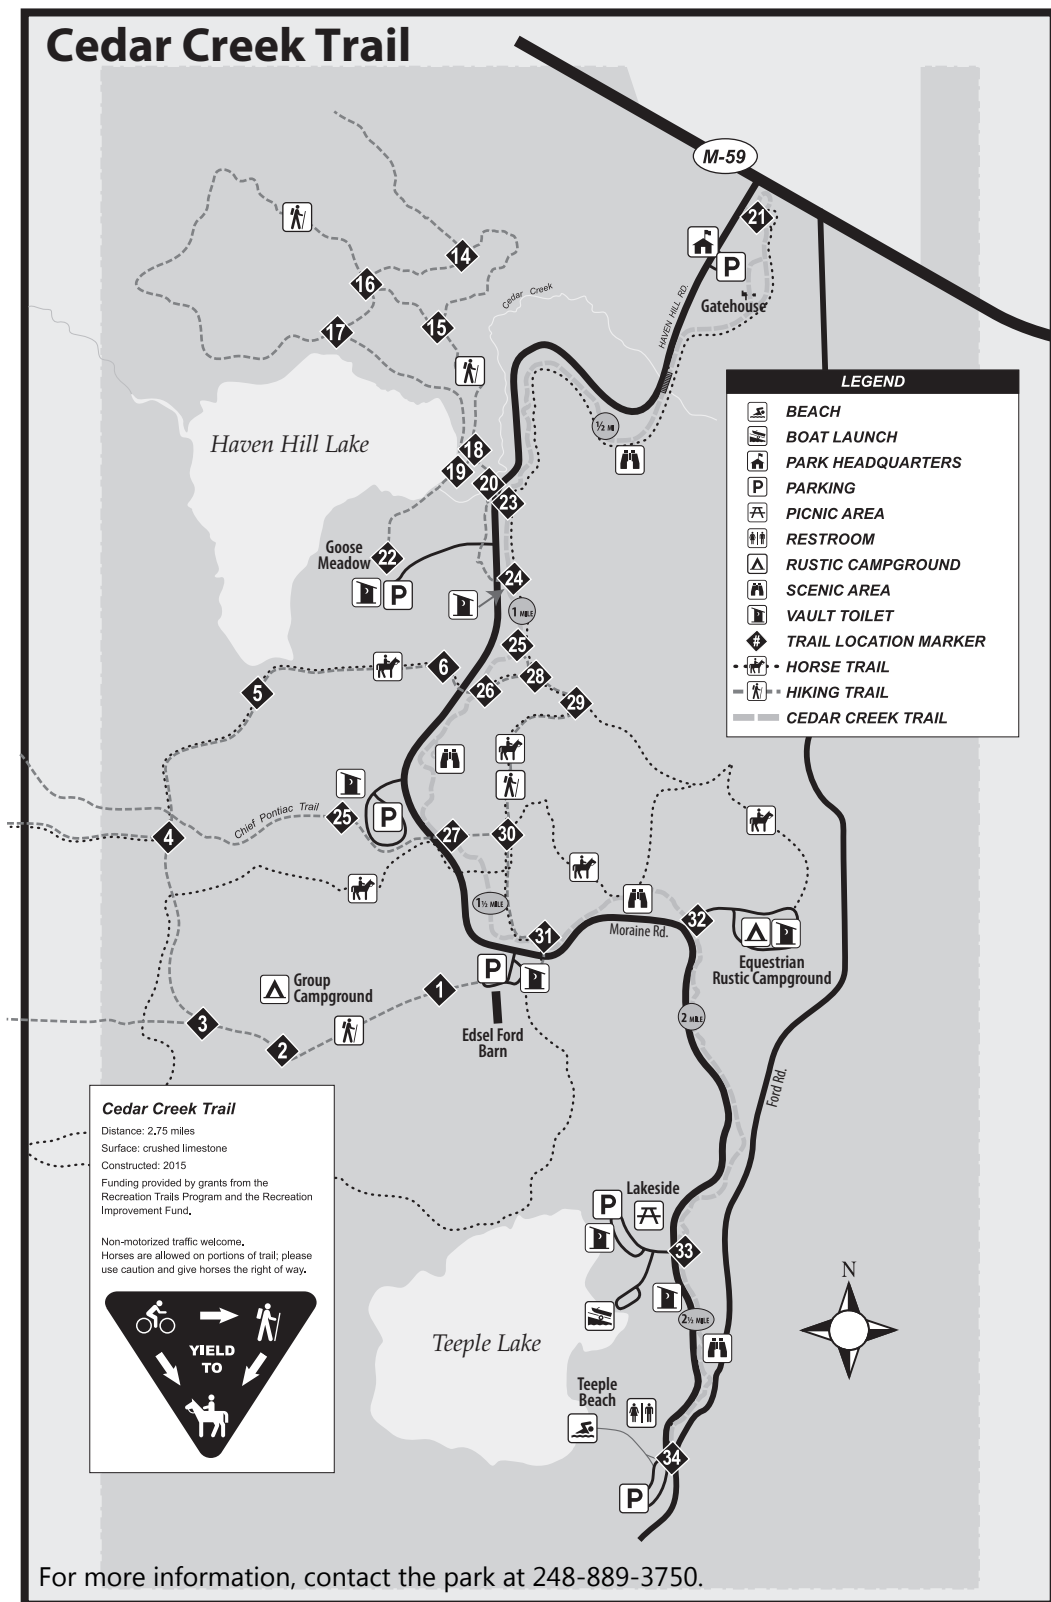 Cedar Creek Trail
M-59
21
P
Gatehouse
HAVEN HILL RD.
Cedar Creek
14
16
15
17
½ MI
Haven Hill Lake
18
19
20
23
Goose
Meadow
22
P
24
1 MILE
25
6
28
5
26
29
LEGEND
BEACH
BOAT LAUNCH
PARK HEADQUARTERS
P PARKING
PICNIC AREA
RESTROOM
RUSTIC CAMPGROUND
SCENIC AREA
VAULT TOILET
# TRAIL LOCATION MARKER
HORSE TRAIL
HIKING TRAIL
CEDAR CREEK TRAIL
Chief Pontiac Trail
25
P
4
27
30
1½ MILE
31
Moraine Rd.
32
Equestrian
Rustic Campground
Group
Campground
P
1
3
2
Edsel Ford
Barn
2 MILE
Ford Rd.
Cedar Creek Trail
Distance: 2.75 miles
Surface: crushed limestone
Constructed: 2015
Funding provided by grants from the
Recreation Trails Program and the Recreation
Improvement Fund.
Non-motorized traffic welcome.
Horses are allowed on portions of trail; please
use caution and give horses the right of way.
YIELD
TO
Lakeside
P
33
2½ MILE
Teeple Lake
N
Teeple
Beach
34
P
For more information, contact the park at 248-889-3750.